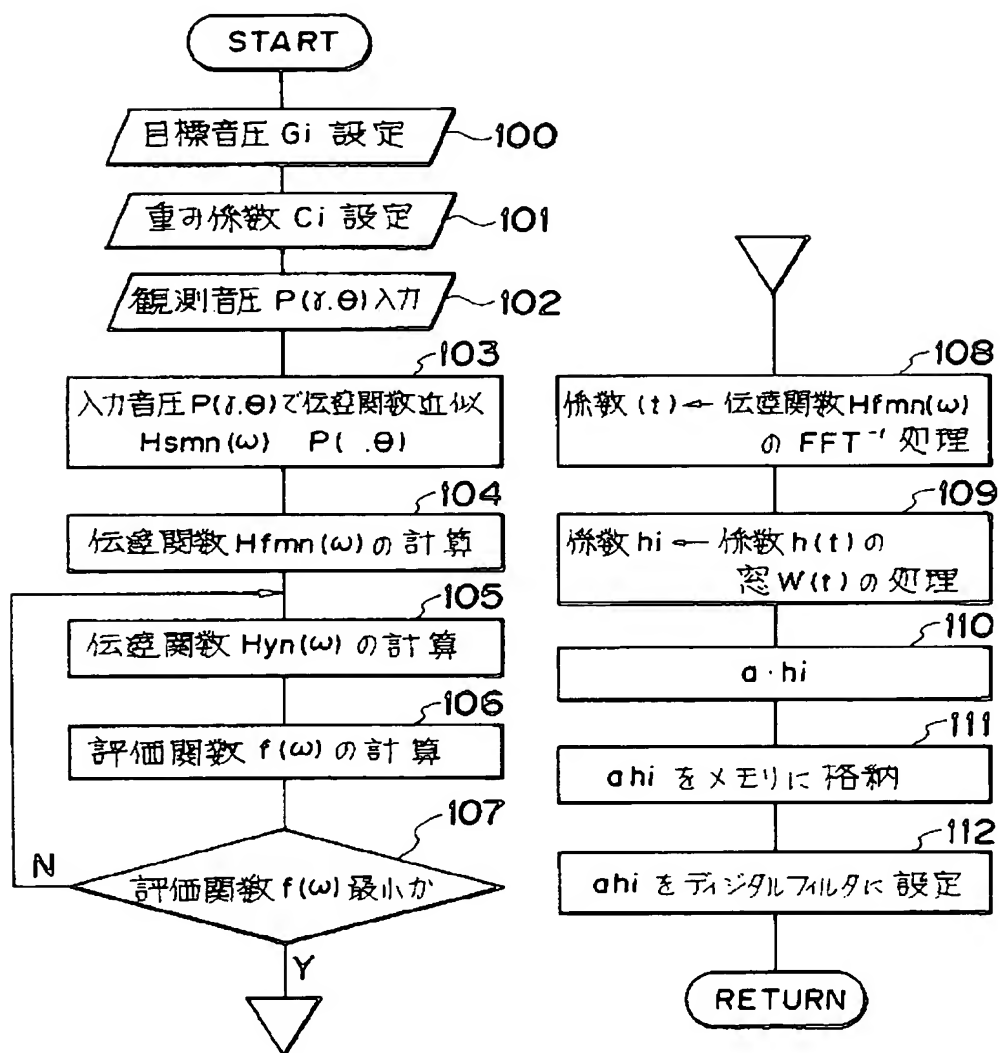 START
目標音圧 Gi 設定
100
重み係数 Ci 設定
101
観測音圧 P(γ.θ)入力
102
103
入力音圧P(γ.θ)で伝達関数近似
Hsmn(ω) P( .θ)
104
伝達関数 Hfmn(ω) の計算
105
伝達関数 Hyn(ω) の計算
106
評価関数 f(ω) の計算
107
評価関数 f(ω) 最小か
N
Y
108
係数 (t) ← 伝達関数Hfmn(ω)
の FFT⁻¹ 処理
109
係数 hi ← 係数 h(t) の
窓 W(t) の処理
110
a・hi
111
ahi をメモリに格納
112
ahi をディジタルフィルタに設定
RETURN